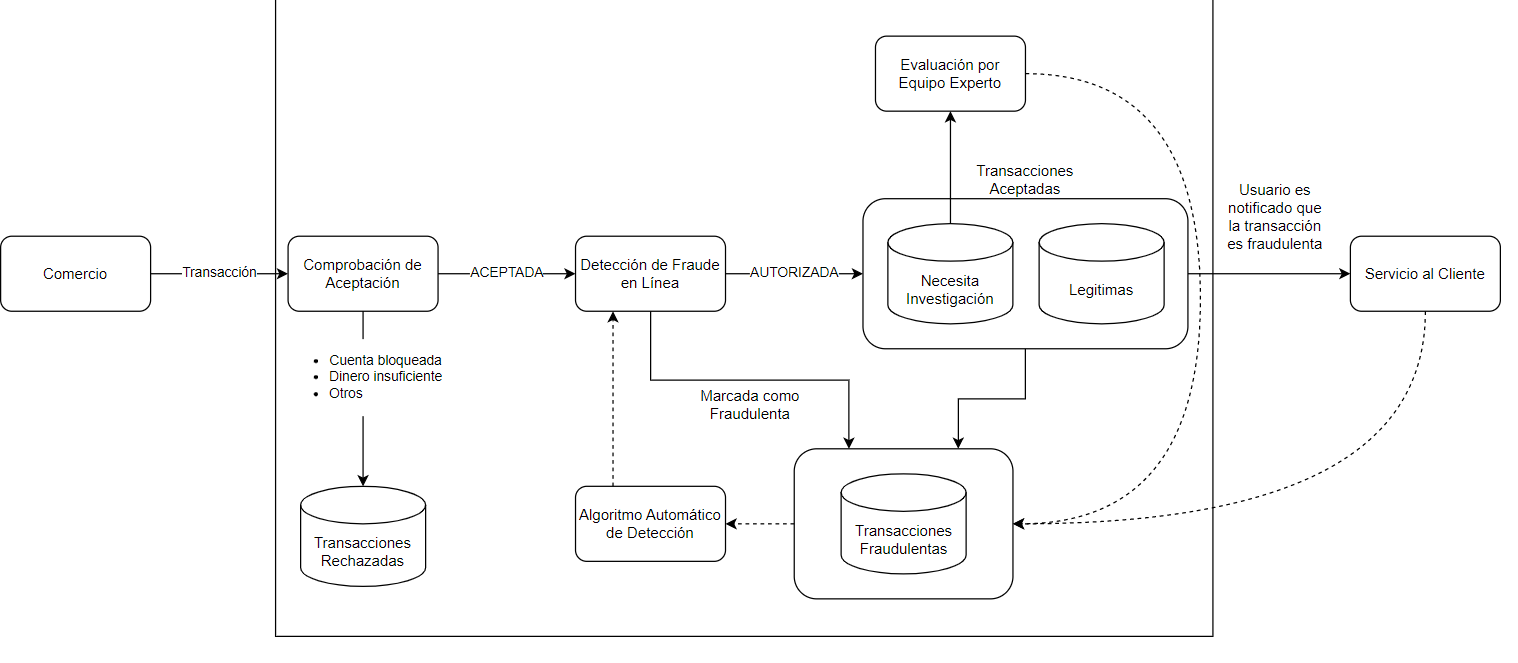 Evaluación por
Equipo Experto
Transacciones
Aceptadas
Usuario es
notificado que
la transacción
es fraudulenta
Comercio
Transacción
Comprobación de
Aceptación
ACEPTADA
Detección de Fraude
en Línea
AUTORIZADA
Necesita
Investigación
Legitimas
Servicio al Cliente
• Cuenta bloqueada
• Dinero insuficiente
• Otros
Marcada como
Fraudulenta
Transacciones
Rechazadas
Algoritmo Automático
de Detección
Transacciones
Fraudulentas